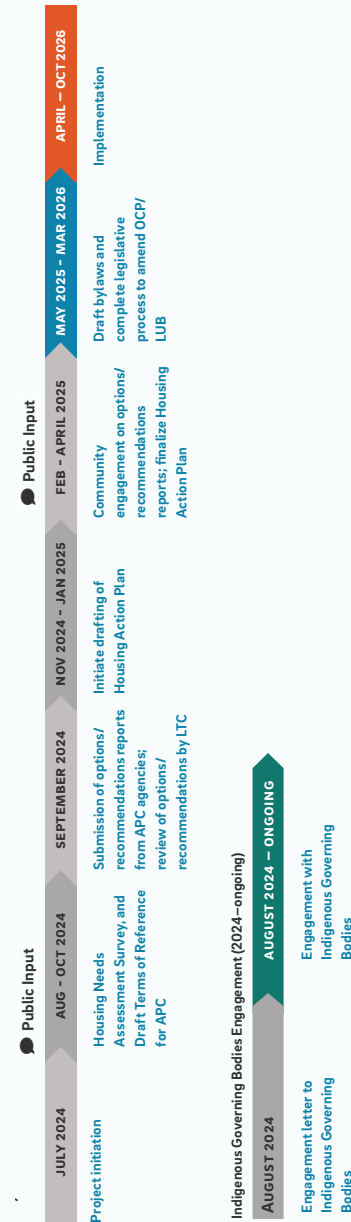 Public Input
Public Input
JULY 2024
AUG - OCT 2024
SEPTEMBER 2024
NOV 2024 - JAN 2025
FEB - APRIL 2025
MAY 2025 - MAR 2026
APRIL – OCT 2026
Project initiation
Housing Needs
Assessment Survey, and
Draft Terms of Reference
for APC
Submission of options/
recommendations reports
from APC agencies;
review of options/
recommendations by LTC
Initiate drafting of
Housing Action Plan
Community
engagement on options/
recommendations
reports; finalize Housing
Action Plan
Draft bylaws and
complete legislative
process to amend OCP/
LUB
Implementation
Indigenous Governing Bodies Engagement (2024–ongoing)
AUGUST 2024
AUGUST 2024 – ONGOING
Engagement letter to
Indigenous Governing
Bodies
Engagement with
Indigenous Governing
Bodies